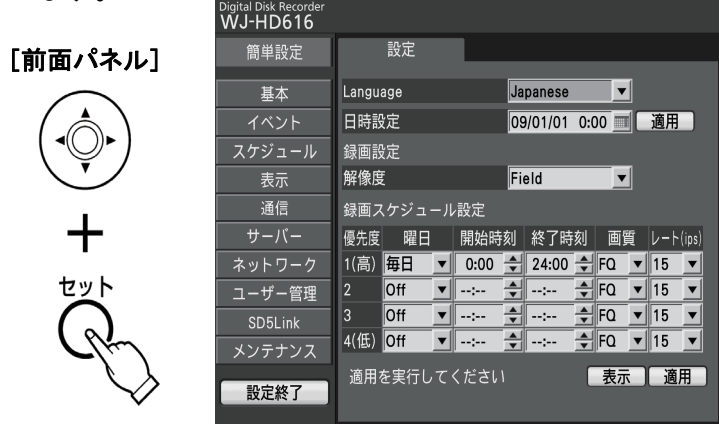 [前面パネル]
+
セット
Digital Disk Recorder
WJ-HD616
簡単設定
基本
イベント
スケジュール
表示
通信
サーバー
ネットワーク
ユーザー管理
SD5Link
メンテナンス
設定終了
設定
Language Japanese
日時設定 09/01/01 0:00 適用
録画設定
解像度 Field
録画スケジュール設定
優先度 曜日 開始時刻 終了時刻 画質 レート(ips)
1(高) 毎日 0:00 24:00 FQ 15
2 Off --:-- --:-- FQ 15
3 Off --:-- --:-- FQ 15
4(低) Off --:-- --:-- FQ 15
適用を実行してください 表示 適用